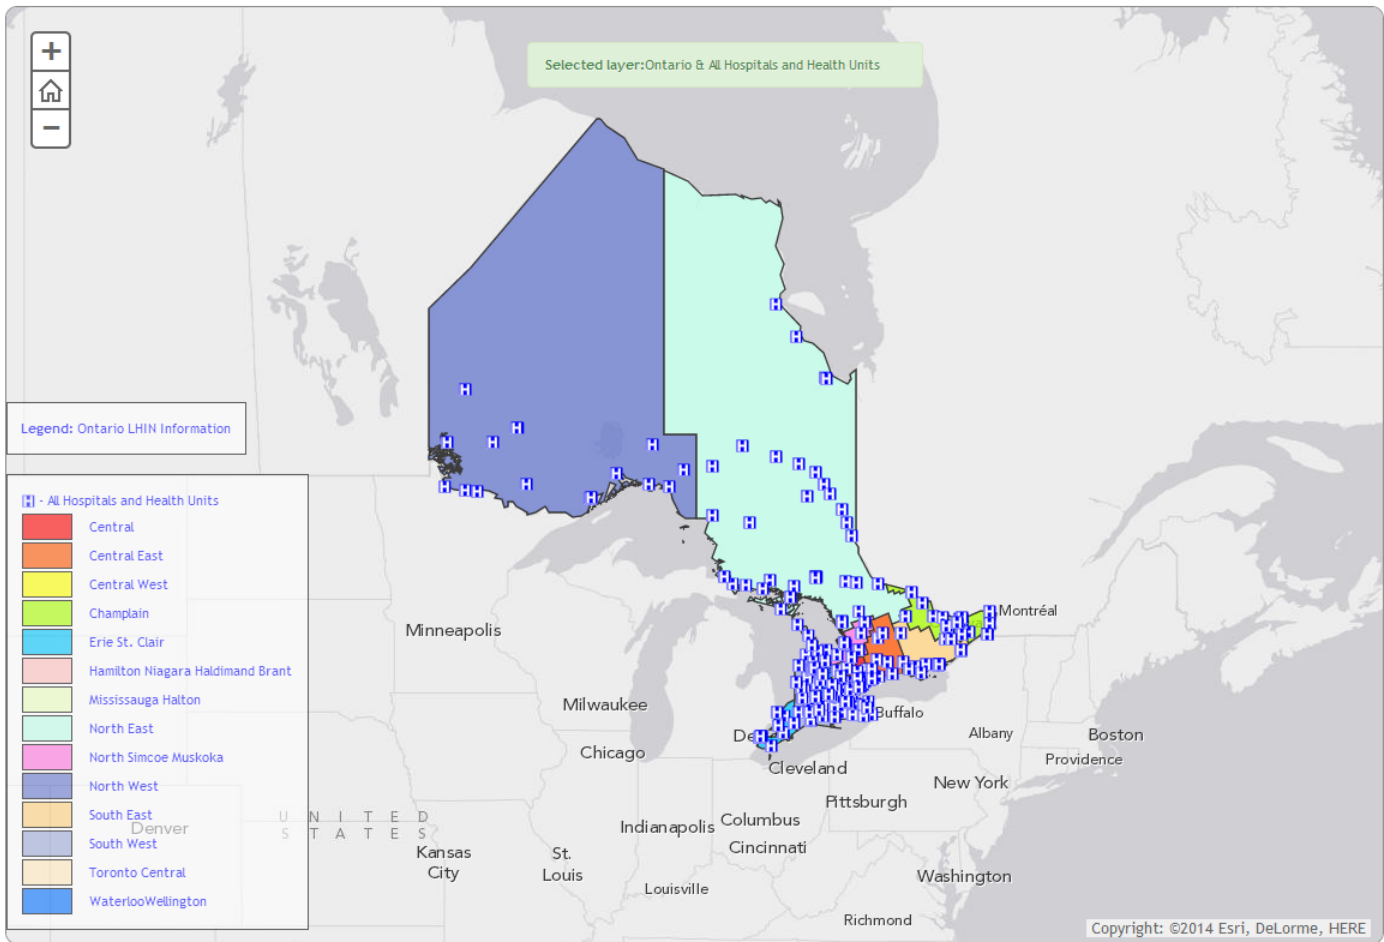 +
Selected layer:Ontario & All Hospitals and Health Units
−
Legend: Ontario LHIN Information
H - All Hospitals and Health Units
Central
Central East
Central West
Champlain
Erie St. Clair
Hamilton Niagara Haldimand Brant
Mississauga Halton
North East
North Simcoe Muskoka
North West
South East
South West
Toronto Central
WaterlooWellington
Montréal
Minneapolis
Milwaukee
Buffalo
Albany
Boston
Chicago
Providence
Cleveland
New York
Pittsburgh
Denver
UNITED
STATES
Indianapolis
Columbus
Cincinnati
Kansas
City
St.
Louis
Louisville
Washington
Richmond
Copyright: ©2014 Esri, DeLorme, HERE